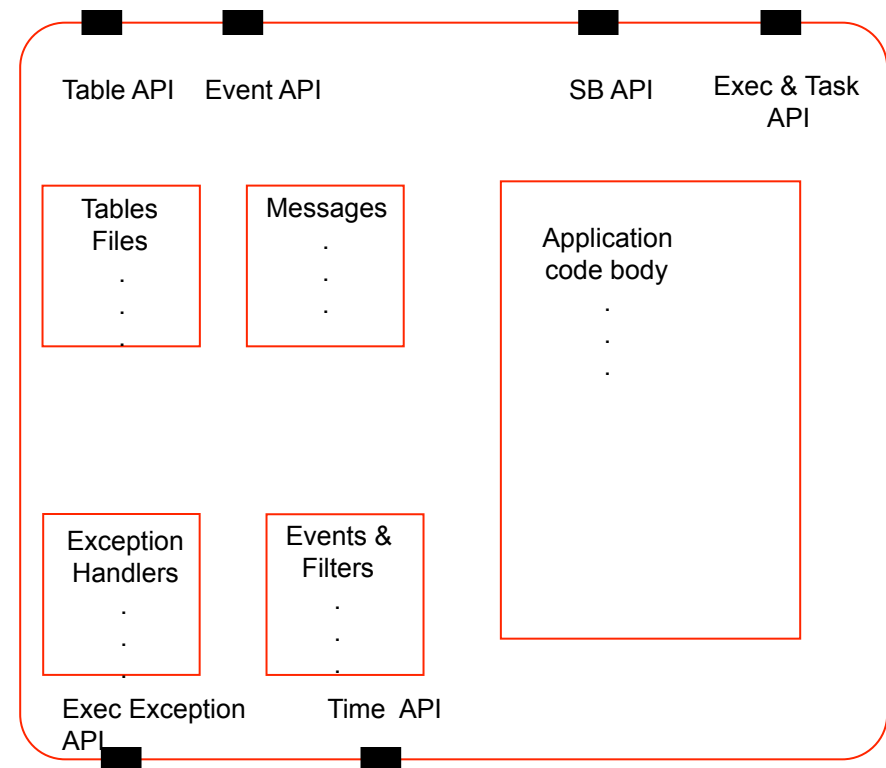 Table API
Event API
SB API
Exec & Task
API
Tables
Files
.
.
.
Messages
.
.
.
Application
code body
.
.
.
Exception
Handlers
.
.
.
Events &
Filters
.
.
.
Exec Exception
API
Time API